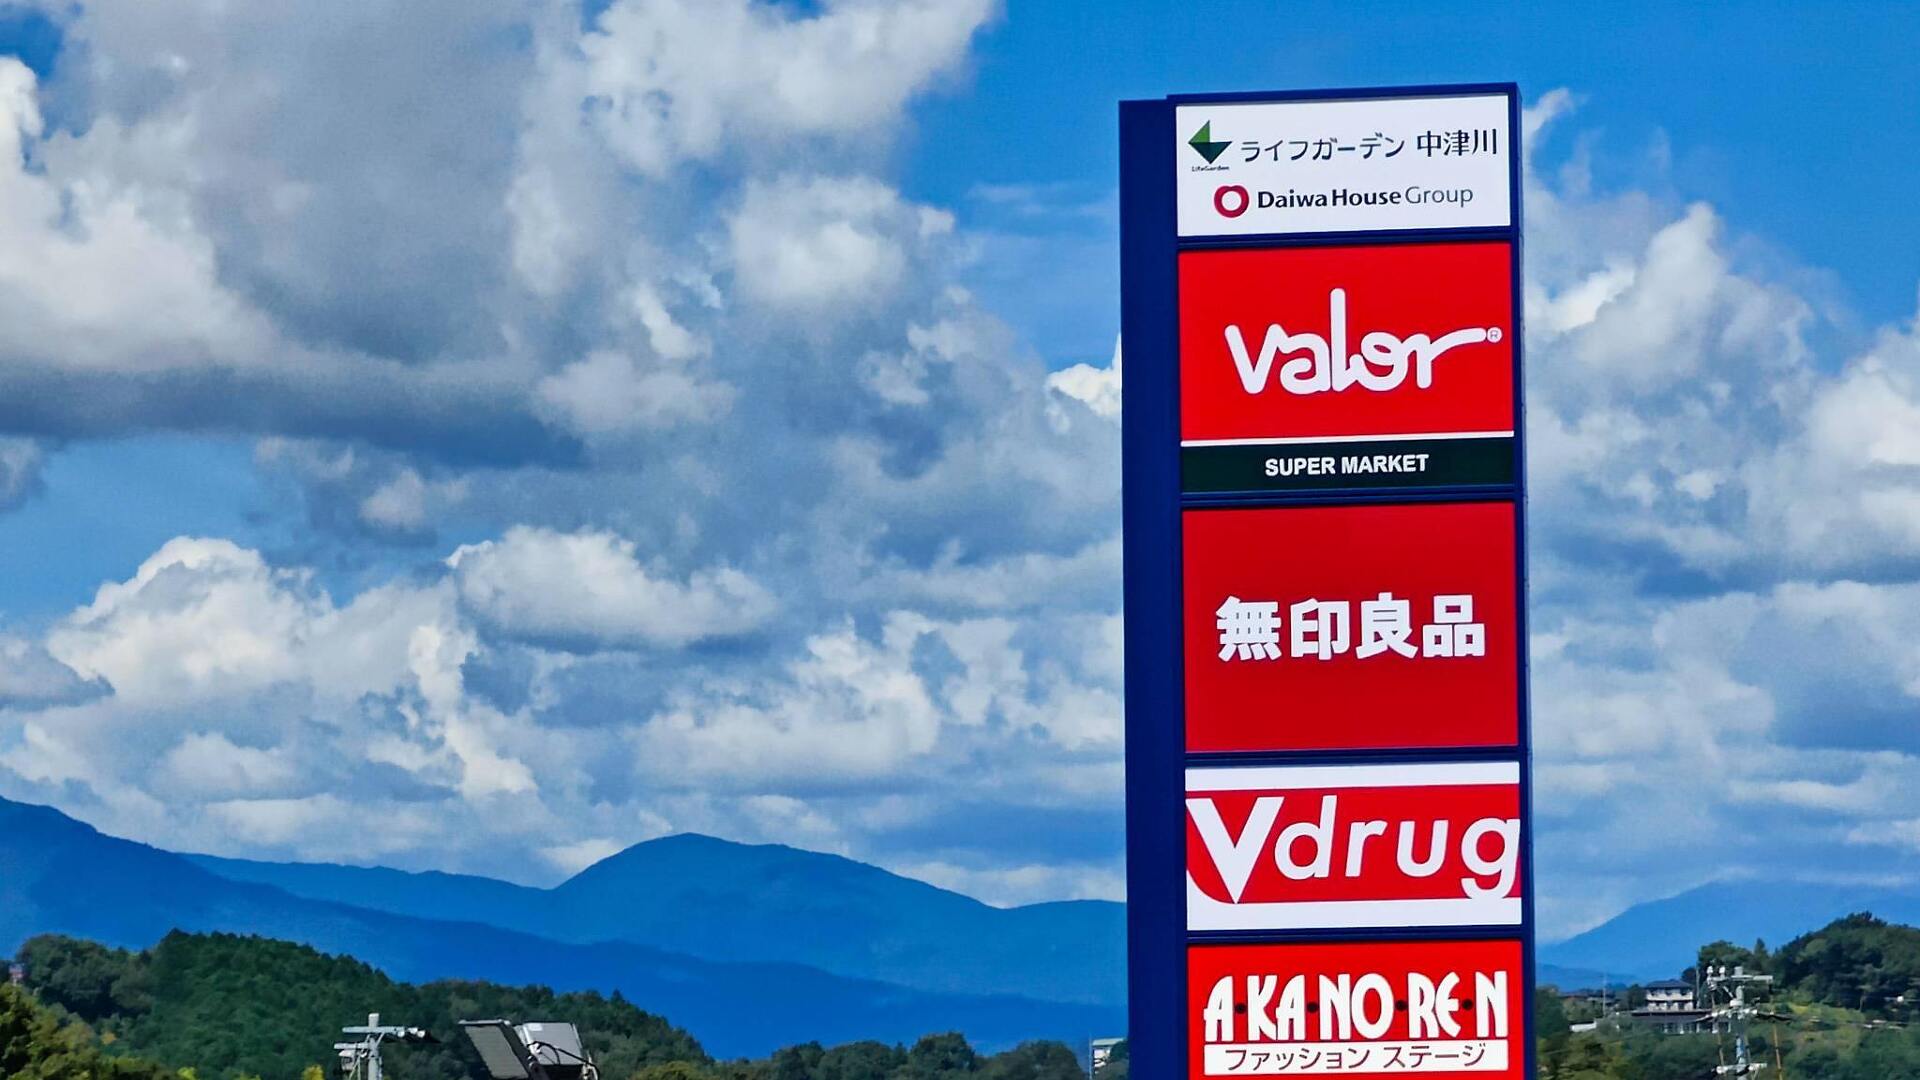 ライフガーデン 中津川
LifeGarden
Daiwa House Group
valor®
SUPER MARKET
無印良品
Vdrug
A・KA・NO・RE・N
ファッション ステージ